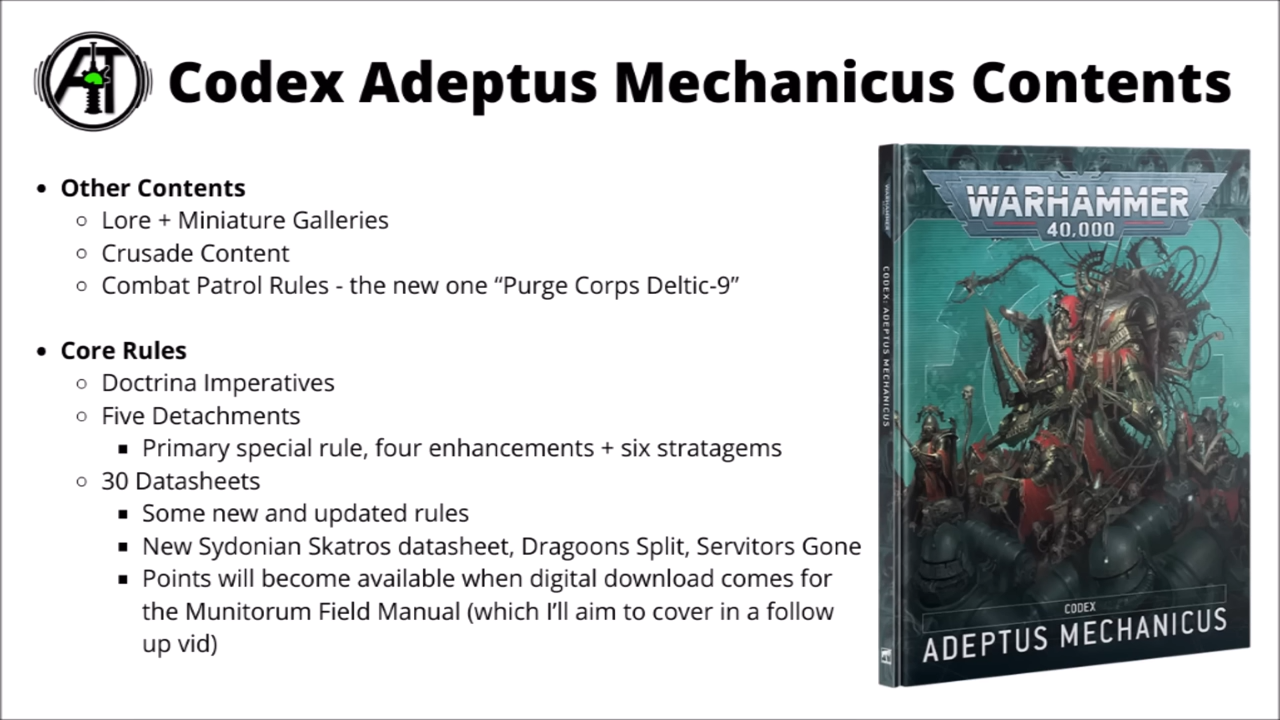 AT
Codex Adeptus Mechanicus Contents
• Other Contents
○ Lore + Miniature Galleries
○ Crusade Content
○ Combat Patrol Rules - the new one “Purge Corps Deltic-9”
• Core Rules
○ Doctrina Imperatives
○ Five Detachments
▪ Primary special rule, four enhancements + six stratagems
○ 30 Datasheets
▪ Some new and updated rules
▪ New Sydonian Skatros datasheet, Dragoons Split, Servitors Gone
▪ Points will become available when digital download comes for
the Munitorum Field Manual (which I’ll aim to cover in a follow
up vid)
WARHAMMER
40,000
CODEX
ADEPTUS MECHANICUS
WARHAMMER
CODEX: ADEPTUS MECHANICUS